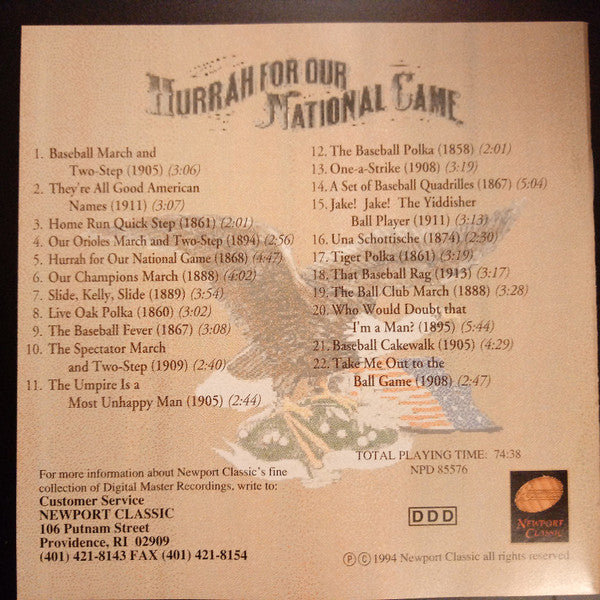 HURRAH FOR OUR
NATIONAL GAME
1. Baseball March and
Two-Step (1905) (3:06)
2. They're All Good American
Names (1911) (3:07)
3. Home Run Quick Step (1861) (2:01)
4. Our Orioles March and Two-Step (1894) (2:56)
5. Hurrah for Our National Game (1868) (4:47)
6. Our Champions March (1888) (4:02)
7. Slide, Kelly, Slide (1889) (3:54)
8. Live Oak Polka (1860) (3:02)
9. The Baseball Fever (1867) (3:08)
10. The Spectator March
and Two-Step (1909) (2:40)
11. The Umpire Is a
Most Unhappy Man (1905) (2:44)
12. The Baseball Polka (1858) (2:01)
13. One-a-Strike (1908) (3:19)
14. A Set of Baseball Quadrilles (1867) (5:04)
15. Jake! Jake! The Yiddisher
Ball Player (1911) (3:13)
16. Una Schottische (1874) (2:30)
17. Tiger Polka (1861) (3:19)
18. That Baseball Rag (1913) (3:17)
19. The Ball Club March (1888) (3:28)
20. Who Would Doubt that
I'm a Man? (1895) (5:44)
21. Baseball Cakewalk (1905) (4:29)
22. Take Me Out to the
Ball Game (1908) (2:47)
TOTAL PLAYING TIME: 74:38
NPD 85576
For more information about Newport Classic's fine
collection of Digital Master Recordings, write to:
Customer Service
NEWPORT CLASSIC
106 Putnam Street
Providence, RI 02909
(401) 421-8143 FAX (401) 421-8154
DDD
NEWPORT
CLASSIC
Ⓟ © 1994 Newport Classic all rights reserved